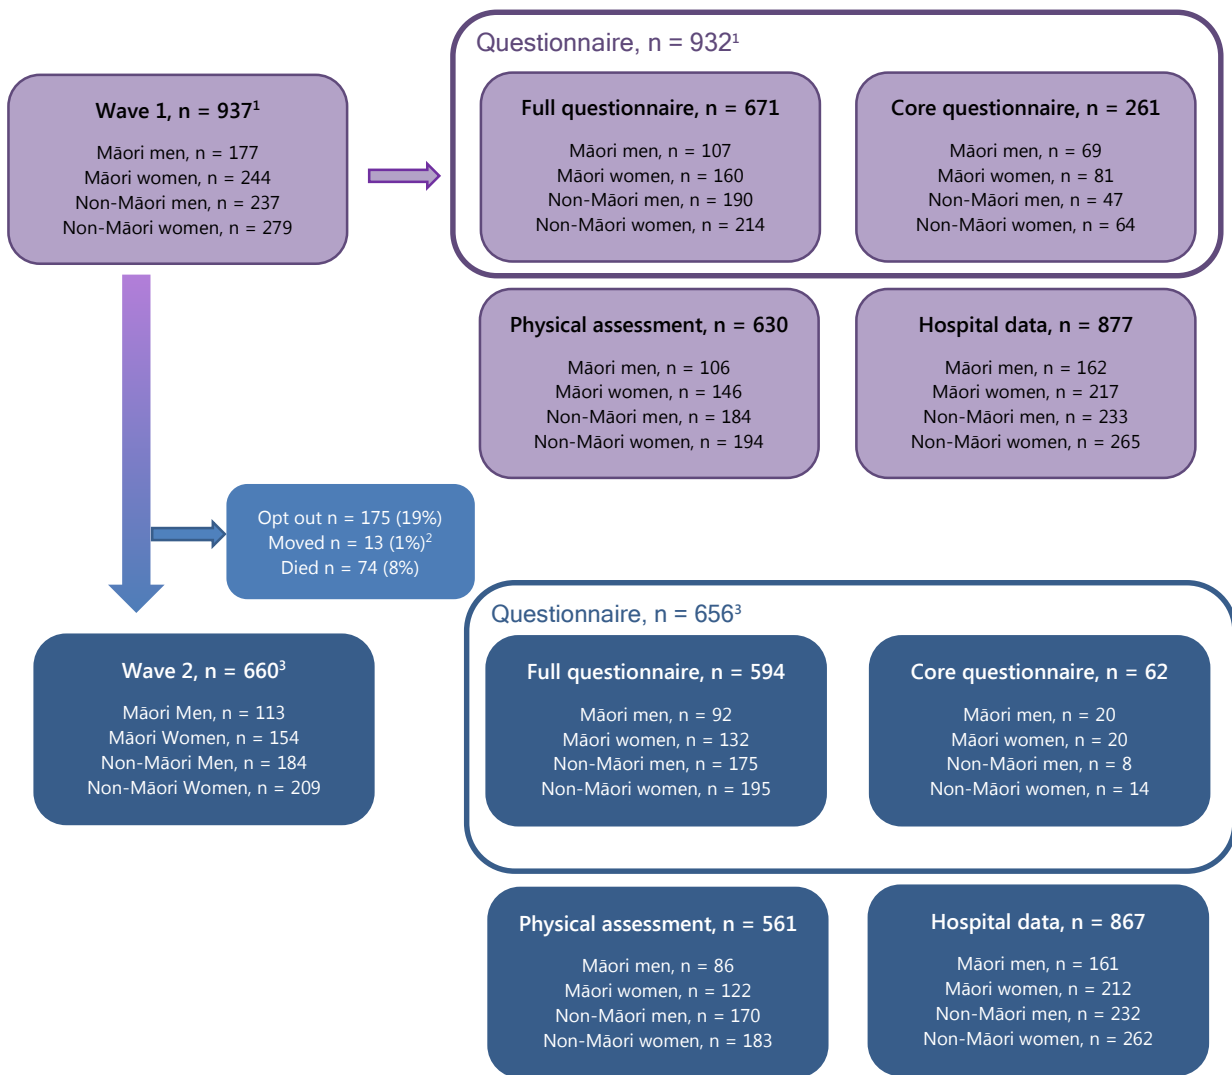 Questionnaire, n = 932¹
Wave 1, n = 937¹
Māori men, n = 177
Māori women, n = 244
Non-Māori men, n = 237
Non-Māori women, n = 279
Full questionnaire, n = 671
Māori men, n = 107
Māori women, n = 160
Non-Māori men, n = 190
Non-Māori women, n = 214
Core questionnaire, n = 261
Māori men, n = 69
Māori women, n = 81
Non-Māori men, n = 47
Non-Māori women, n = 64
Physical assessment, n = 630
Māori men, n = 106
Māori women, n = 146
Non-Māori men, n = 184
Non-Māori women, n = 194
Hospital data, n = 877
Māori men, n = 162
Māori women, n = 217
Non-Māori men, n = 233
Non-Māori women, n = 265
Opt out n = 175 (19%)
Moved n = 13 (1%)²
Died n = 74 (8%)
Questionnaire, n = 656³
Wave 2, n = 660³
Māori Men, n = 113
Māori Women, n = 154
Non-Māori Men, n = 184
Non-Māori Women, n = 209
Full questionnaire, n = 594
Māori men, n = 92
Māori women, n = 132
Non-Māori men, n = 175
Non-Māori women, n = 195
Core questionnaire, n = 62
Māori men, n = 20
Māori women, n = 20
Non-Māori men, n = 8
Non-Māori women, n = 14
Physical assessment, n = 561
Māori men, n = 86
Māori women, n = 122
Non-Māori men, n = 170
Non-Māori women, n = 183
Hospital data, n = 867
Māori men, n = 161
Māori women, n = 212
Non-Māori men, n = 232
Non-Māori women, n = 262